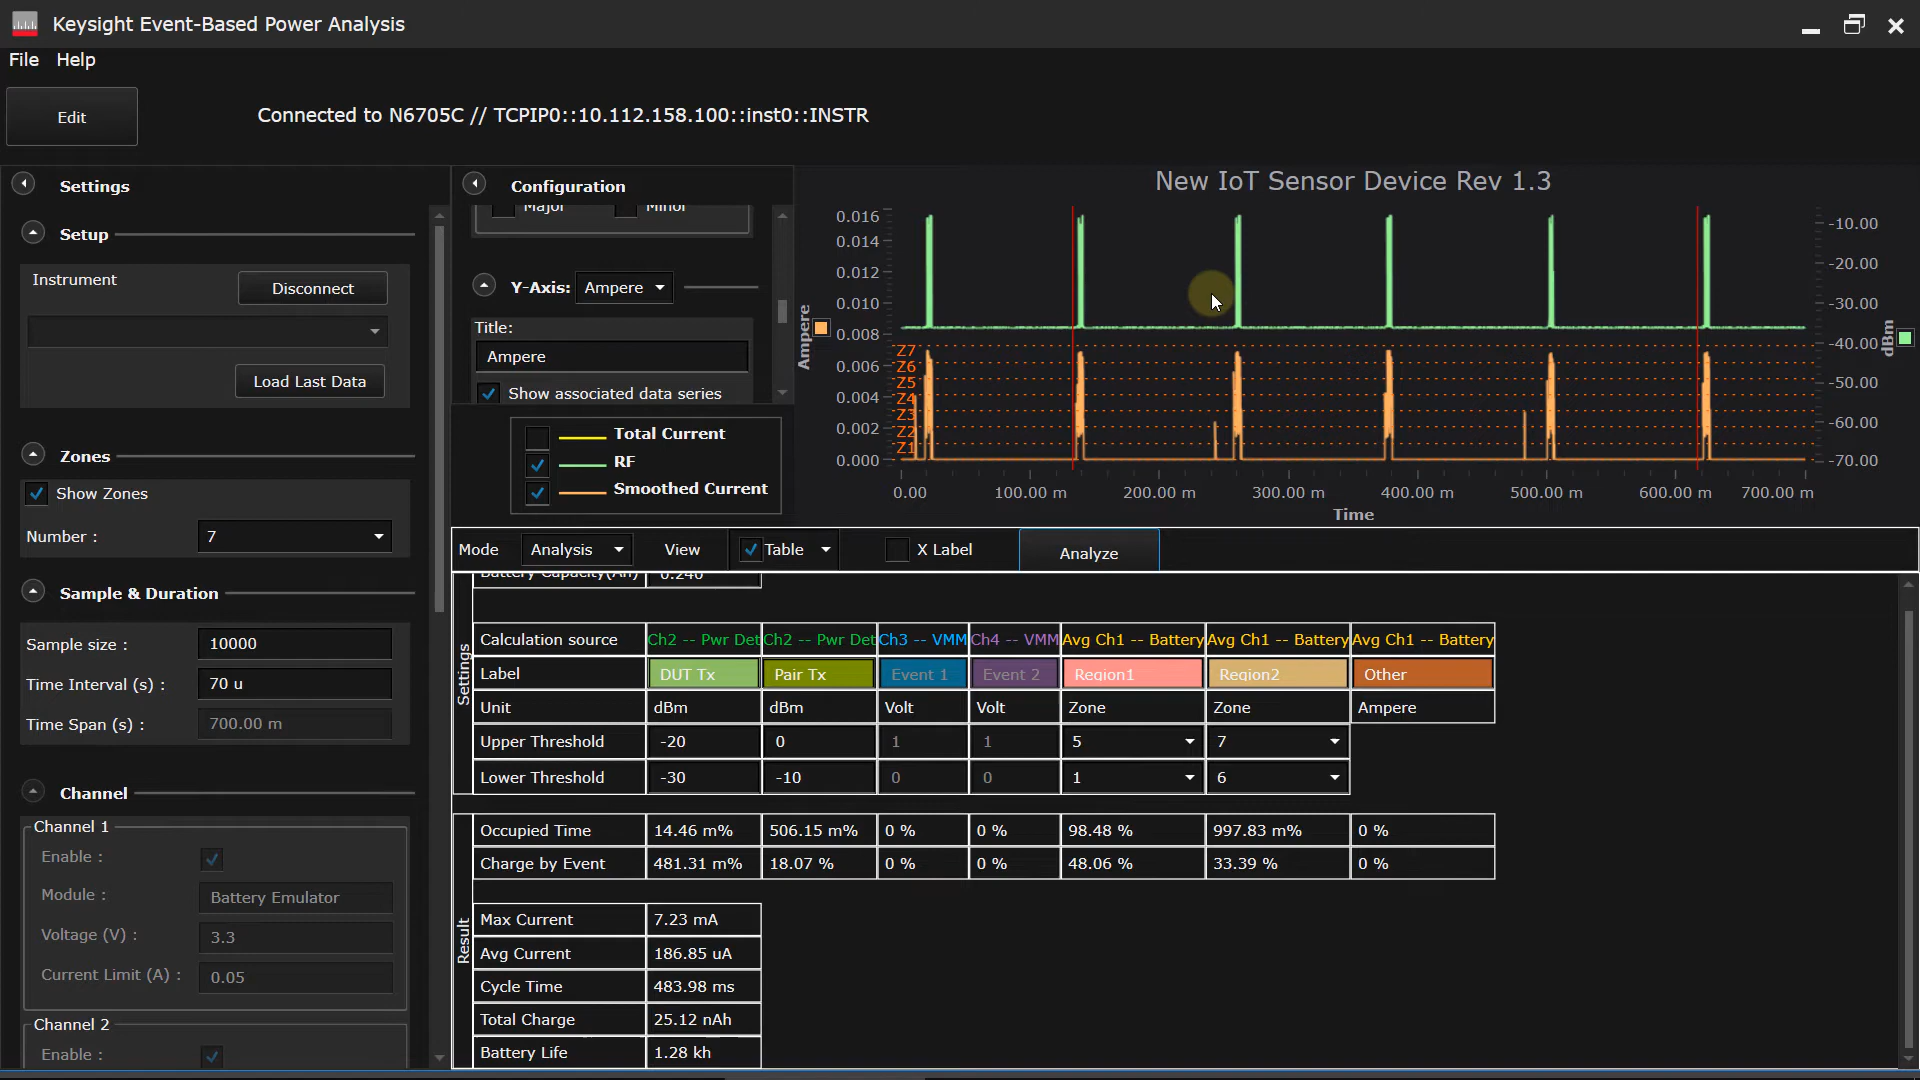 Keysight Event-Based Power Analysis
File Help
Edit
Connected to N6705C // TCPIP0::10.112.158.100::inst0::INSTR
Settings
Setup
Instrument
Disconnect
Load Last Data
Zones
Show Zones
Number : 7
Sample & Duration
Sample size : 10000
Time Interval (s) : 70 u
Time Span (s) : 700.00 m
Channel
Channel 1
Enable :
Module : Battery Emulator
Voltage (V) : 3.3
Current Limit (A) : 0.05
Channel 2
Enable :
Configuration
Major Minor
Y-Axis: Ampere
Title:
Ampere
Show associated data series
Total Current
RF
Smoothed Current
New IoT Sensor Device Rev 1.3
Ampere
0.016
0.014
0.012
0.010
0.008
0.006
0.004
0.002
0.000
Z7
Z6
Z5
Z4
Z3
Z2
Z1
-10.00
-20.00
-30.00
-40.00
-50.00
-60.00
-70.00
dBm
0.00 100.00 m 200.00 m 300.00 m 400.00 m 500.00 m 600.00 m 700.00 m
Time
Mode Analysis View Table X Label Analyze
Battery Capacity(Ah) 0.240
Settings
Calculation source Ch2 -- Pwr Det Ch2 -- Pwr Det Ch3 -- VMM Ch4 -- VMM Avg Ch1 -- Battery Avg Ch1 -- Battery Avg Ch1 -- Battery
Label DUT Tx Pair Tx Event 1 Event 2 Region1 Region2 Other
Unit dBm dBm Volt Volt Zone Zone Ampere
Upper Threshold -20 0 1 1 5 7
Lower Threshold -30 -10 0 0 1 6
Result
Occupied Time 14.46 m% 506.15 m% 0 % 0 % 98.48 % 997.83 m% 0 %
Charge by Event 481.31 m% 18.07 % 0 % 0 % 48.06 % 33.39 % 0 %
Max Current 7.23 mA
Avg Current 186.85 uA
Cycle Time 483.98 ms
Total Charge 25.12 nAh
Battery Life 1.28 kh